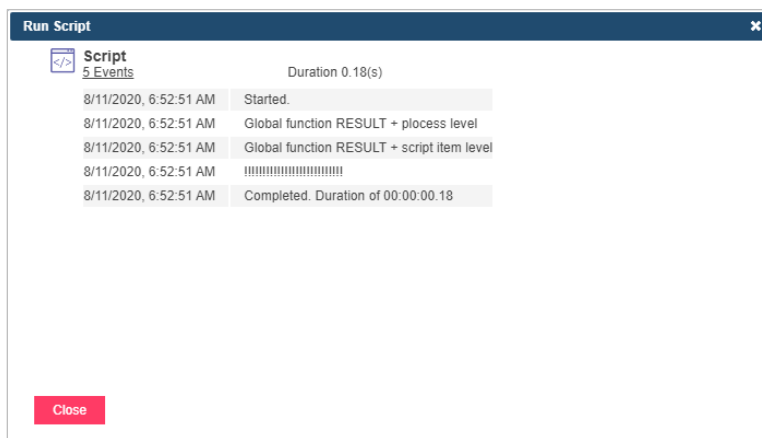 Run Script
Script
5 Events Duration 0.18(s)
8/11/2020, 6:52:51 AM Started.
8/11/2020, 6:52:51 AM Global function RESULT + plocess level
8/11/2020, 6:52:51 AM Global function RESULT + script item level
8/11/2020, 6:52:51 AM !!!!!!!!!!!!!!!!!!!!!!!!!!!
8/11/2020, 6:52:51 AM Completed. Duration of 00:00:00.18
Close